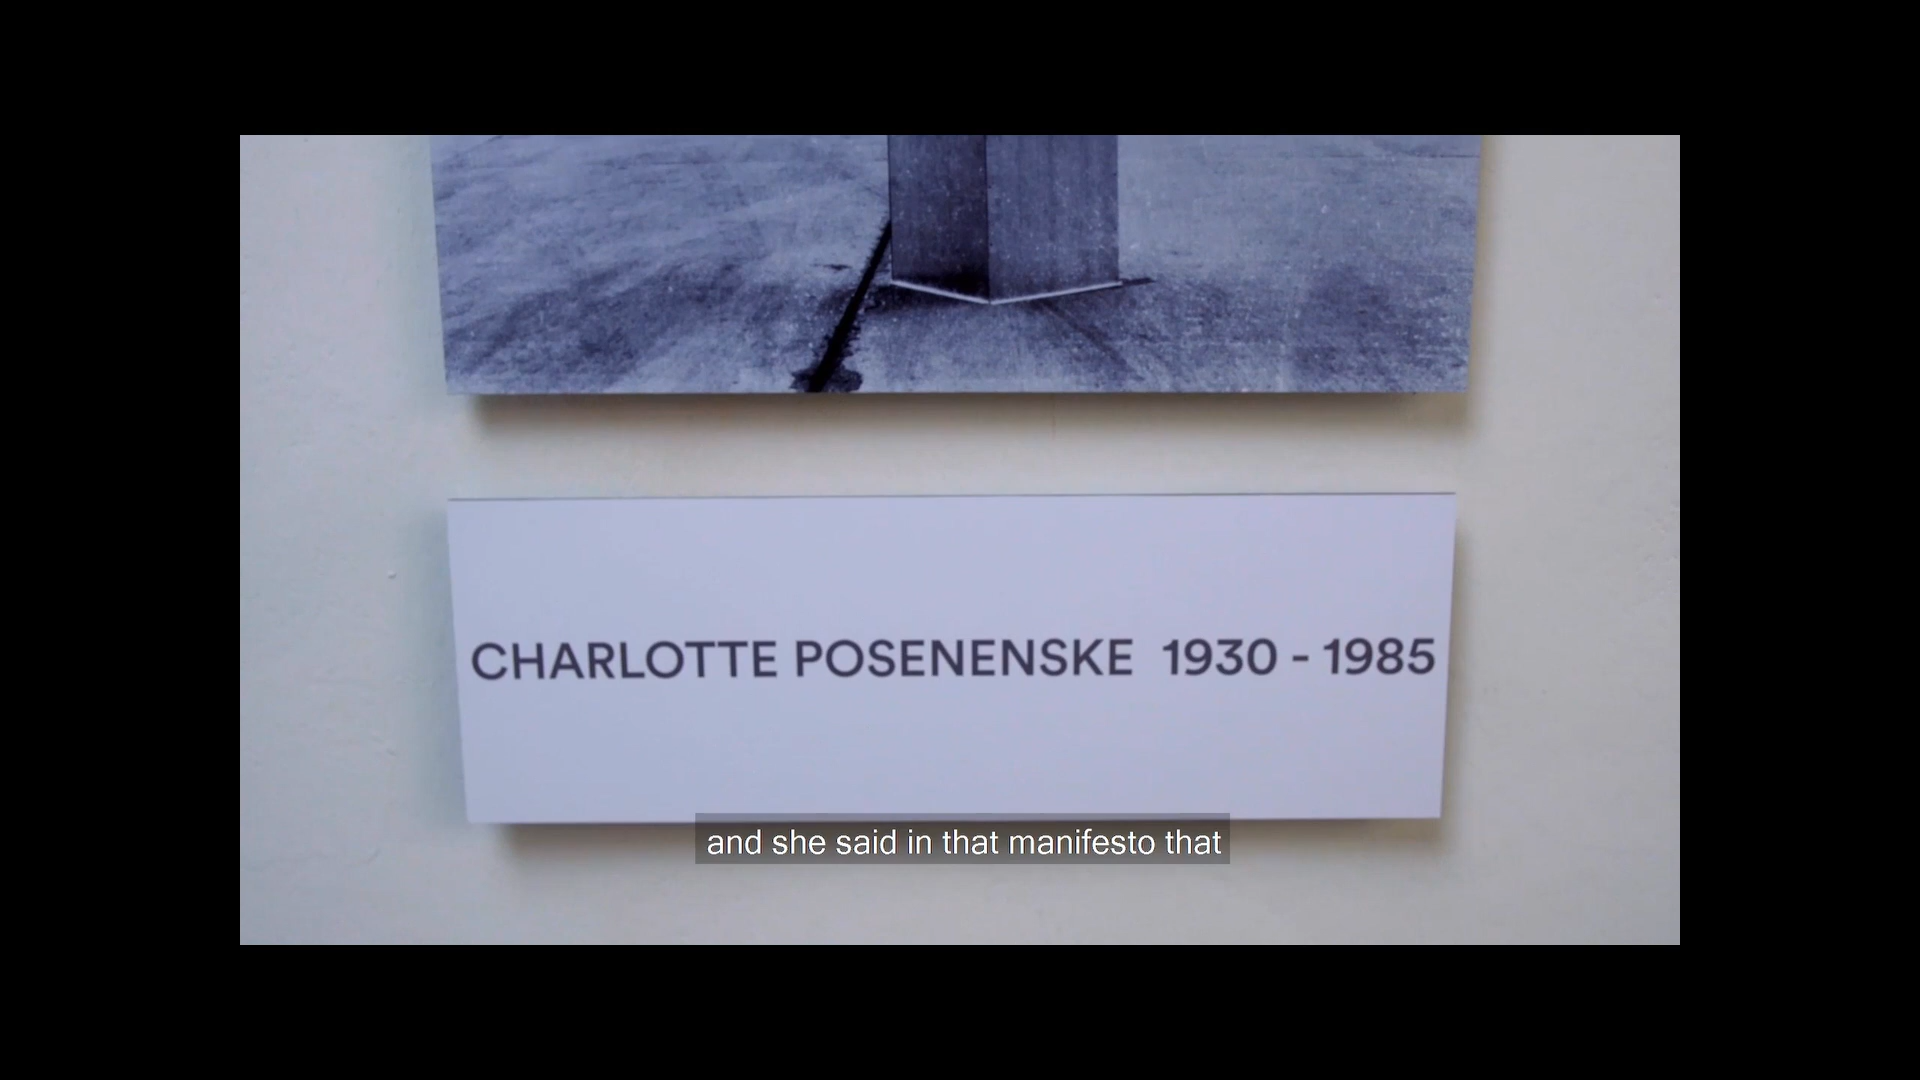 CHARLOTTE POSENENSKE 1930 - 1985
and she said in that manifesto that